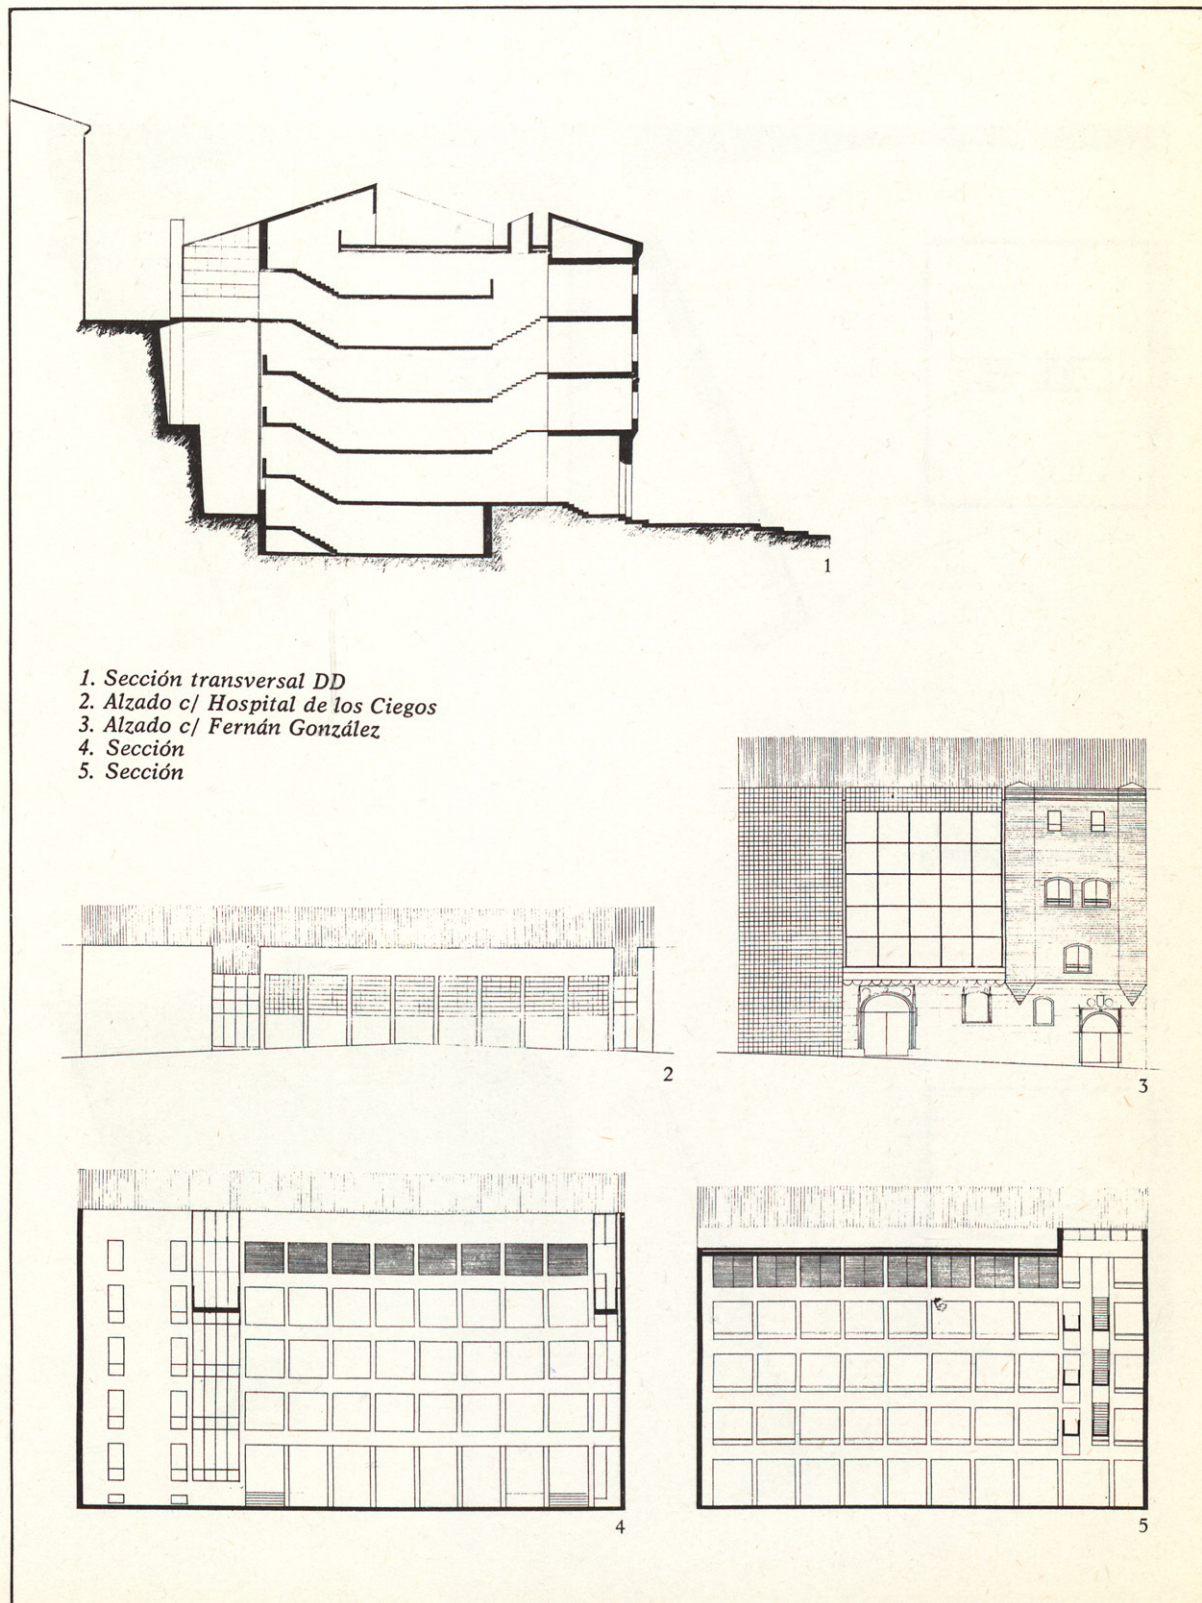 1
1. Sección transversal DD
2. Alzado c/ Hospital de los Ciegos
3. Alzado c/ Fernán González
4. Sección
5. Sección
2
3
4
5